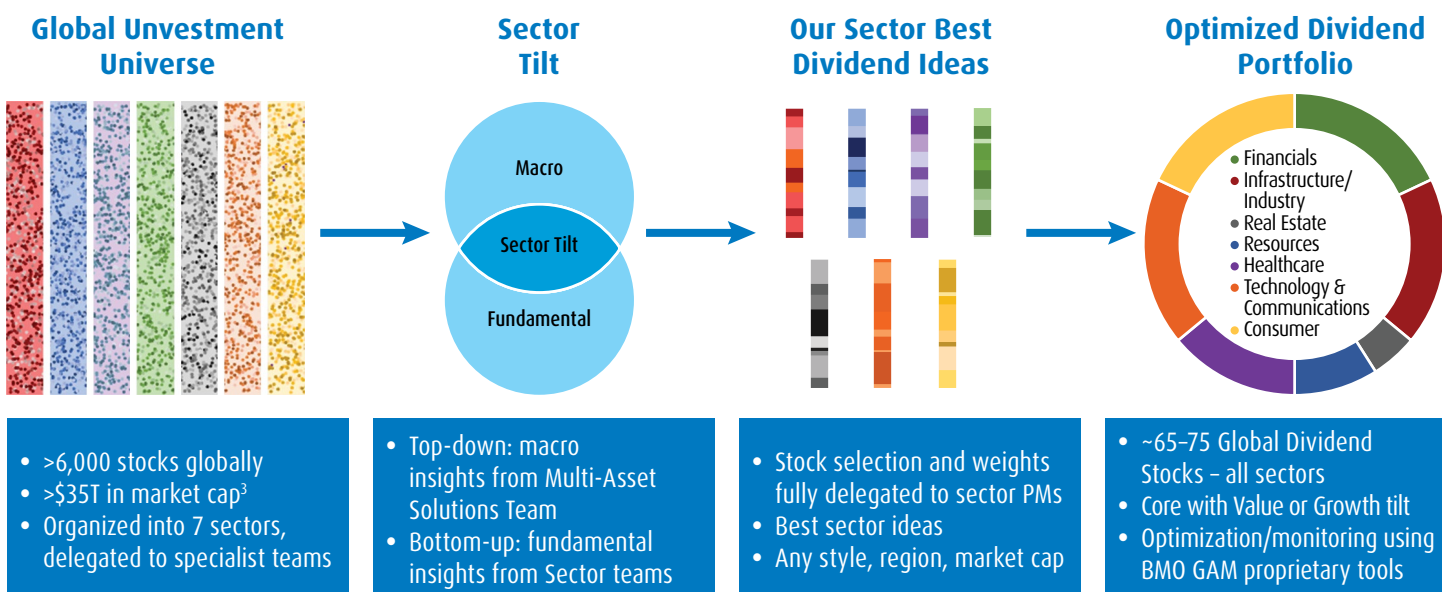 Global Unvestment
Universe
Sector
Tilt
Our Sector Best
Dividend Ideas
Optimized Dividend
Portfolio
Macro
Sector Tilt
Fundamental
• Financials
• Infrastructure/
Industry
• Real Estate
• Resources
• Healthcare
• Technology &
Communications
• Consumer
• >6,000 stocks globally
• >$35T in market cap³
• Organized into 7 sectors,
delegated to specialist teams
• Top-down: macro
insights from Multi-Asset
Solutions Team
• Bottom-up: fundamental
insights from Sector teams
• Stock selection and weights
fully delegated to sector PMs
• Best sector ideas
• Any style, region, market cap
• ~65–75 Global Dividend
Stocks – all sectors
• Core with Value or Growth tilt
• Optimization/monitoring using
BMO GAM proprietary tools